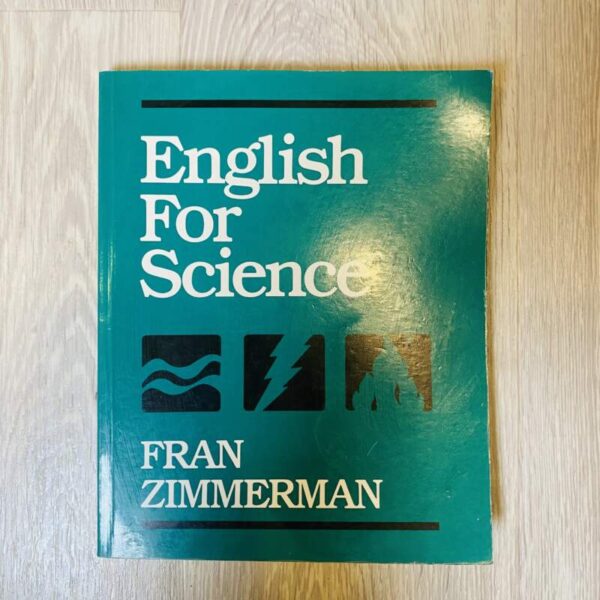 English
For
Science
FRAN
ZIMMERMAN